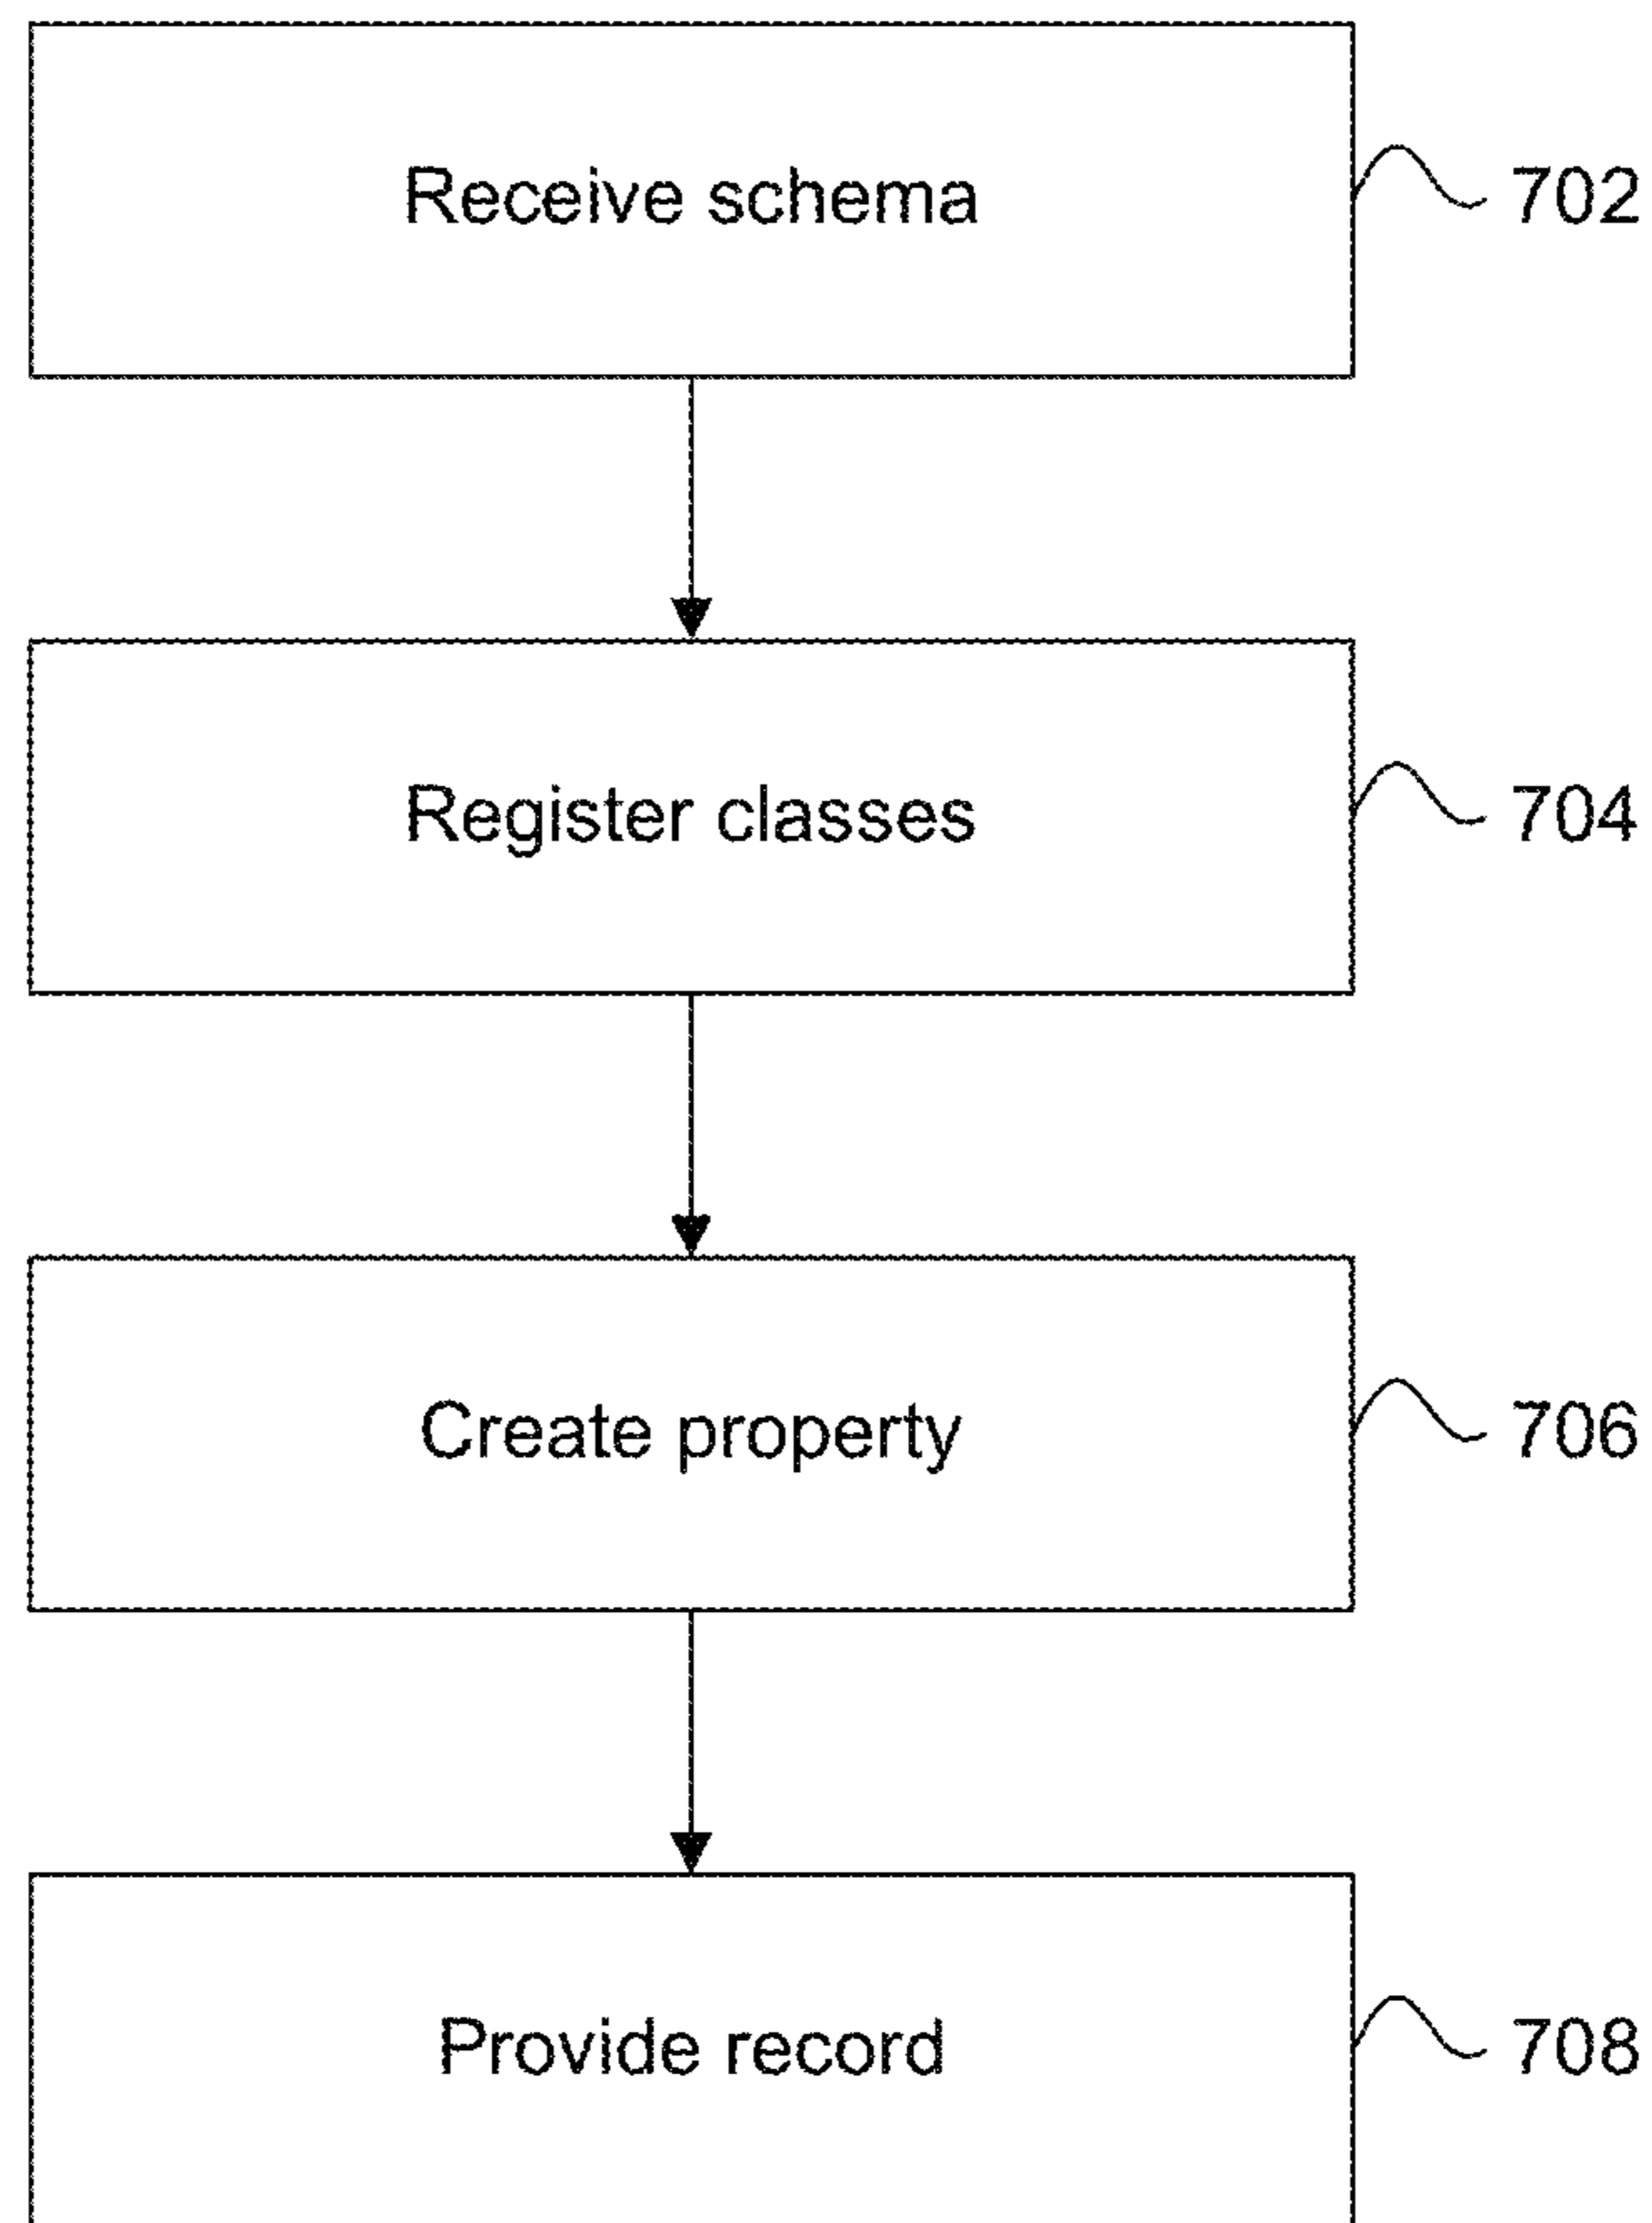 Receive schema
702
Register classes
704
Create property
706
Provide record
708